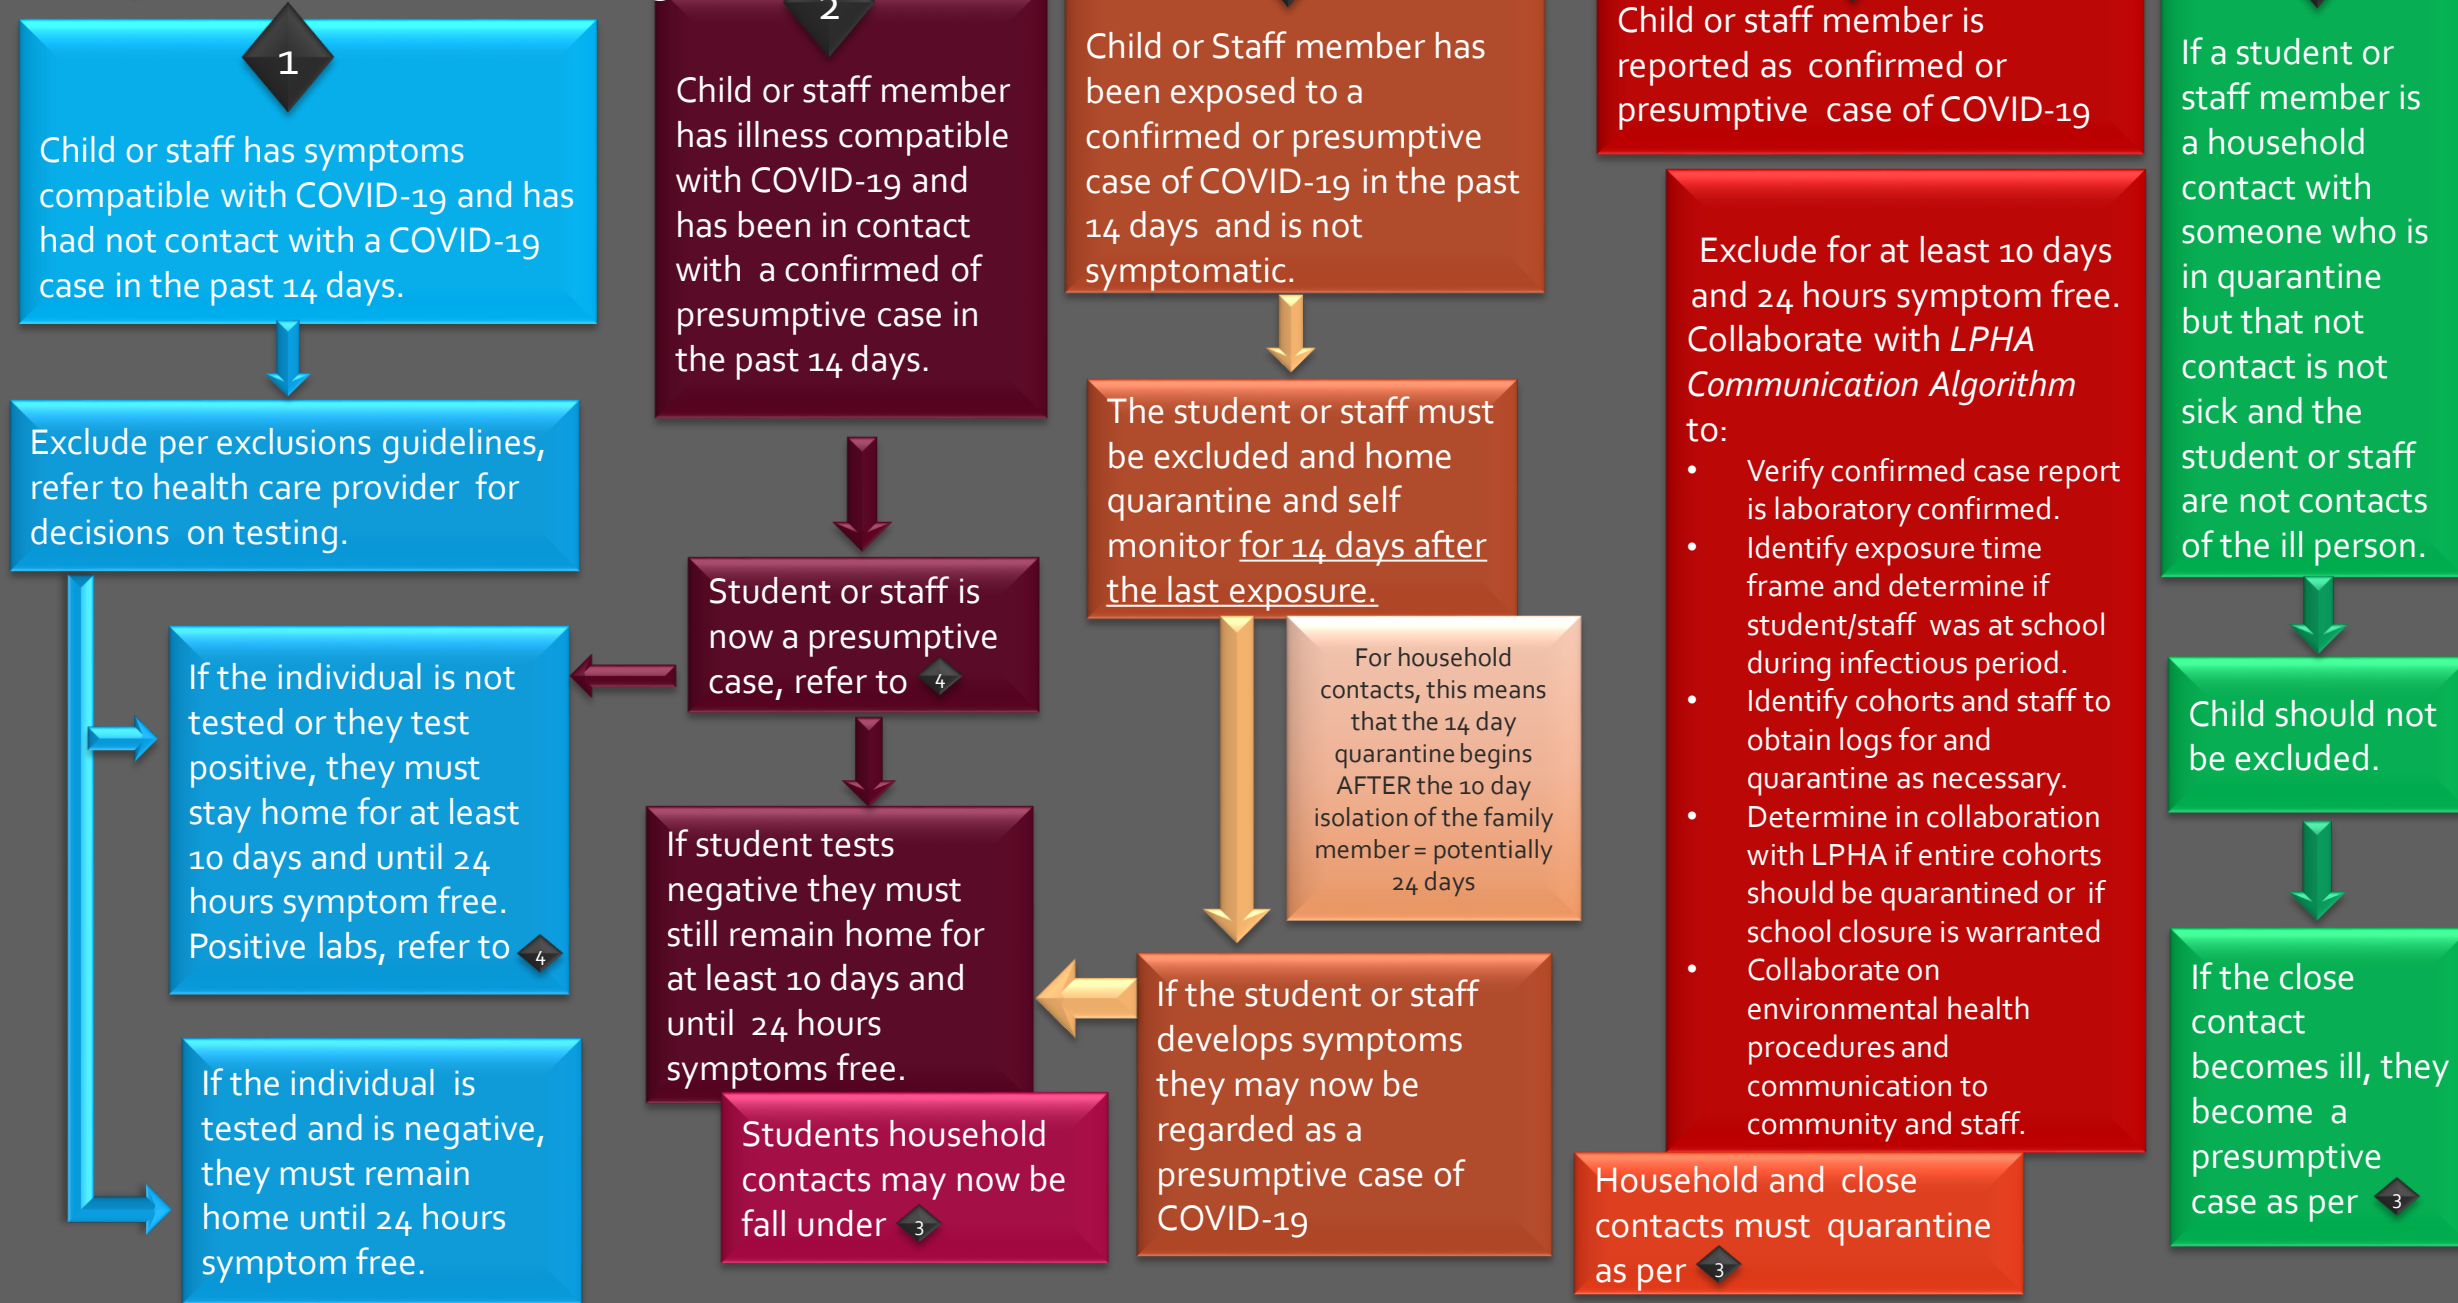 1
Child or staff has symptoms
compatible with COVID-19 and has
had not contact with a COVID-19
case in the past 14 days.
Exclude per exclusions guidelines,
refer to health care provider for
decisions on testing.
If the individual is not
tested or they test
positive, they must
stay home for at least
10 days and until 24
hours symptom free.
Positive labs, refer to 4
If the individual is
tested and is negative,
they must remain
home until 24 hours
symptom free.
2
Child or staff member
has illness compatible
with COVID-19 and
has been in contact
with a confirmed of
presumptive case in
the past 14 days.
Student or staff is
now a presumptive
case, refer to 4
If student tests
negative they must
still remain home for
at least 10 days and
until 24 hours
symptoms free.
Students household
contacts may now be
fall under 3
Child or Staff member has
been exposed to a
confirmed or presumptive
case of COVID-19 in the past
14 days and is not
symptomatic.
The student or staff must
be excluded and home
quarantine and self
monitor for 14 days after
the last exposure.
For household
contacts, this means
that the 14 day
quarantine begins
AFTER the 10 day
isolation of the family
member = potentially
24 days
If the student or staff
develops symptoms
they may now be
regarded as a
presumptive case of
COVID-19
Child or staff member is
reported as confirmed or
presumptive case of COVID-19
Exclude for at least 10 days
and 24 hours symptom free.
Collaborate with LPHA
Communication Algorithm
to:
• Verify confirmed case report
is laboratory confirmed.
• Identify exposure time
frame and determine if
student/staff was at school
during infectious period.
• Identify cohorts and staff to
obtain logs for and
quarantine as necessary.
• Determine in collaboration
with LPHA if entire cohorts
should be quarantined or if
school closure is warranted
• Collaborate on
environmental health
procedures and
communication to
community and staff.
Household and close
contacts must quarantine
as per 3
If a student or
staff member is
a household
contact with
someone who is
in quarantine
but that not
contact is not
sick and the
student or staff
are not contacts
of the ill person.
Child should not
be excluded.
If the close
contact
becomes ill, they
become a
presumptive
case as per 3